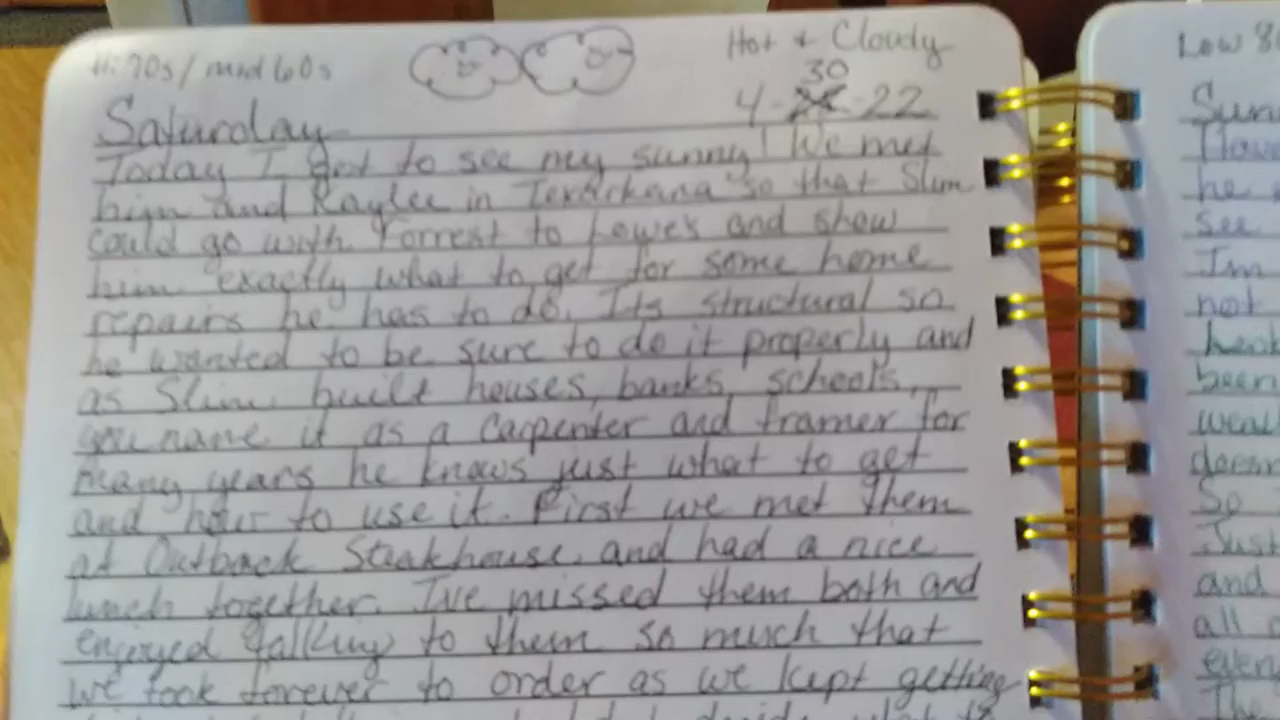 Hi 70s / mid 60s
Hot + Cloudy
30
4- -22
Saturday
Today I got to see my sunny! We met
him and Kaylee in Texarkana so that Slim
could go with Forrest to Lowe's and show
him exactly what to get for some home
repairs he has to do. Its structural so
he wanted to be sure to do it properly and
as Slim built houses, banks, schools,
you name it as a carpenter and framer for
many years he knows just what to get
and how to use it. First we met them
at Outback Steakhouse and had a nice
lunch together. I've missed them both and
enjoyed talking to them so much that
we took forever to order as we kept getting
decide what
Low
Sun
I
he
see
Im
not
been
So
Just
and
all
even
The